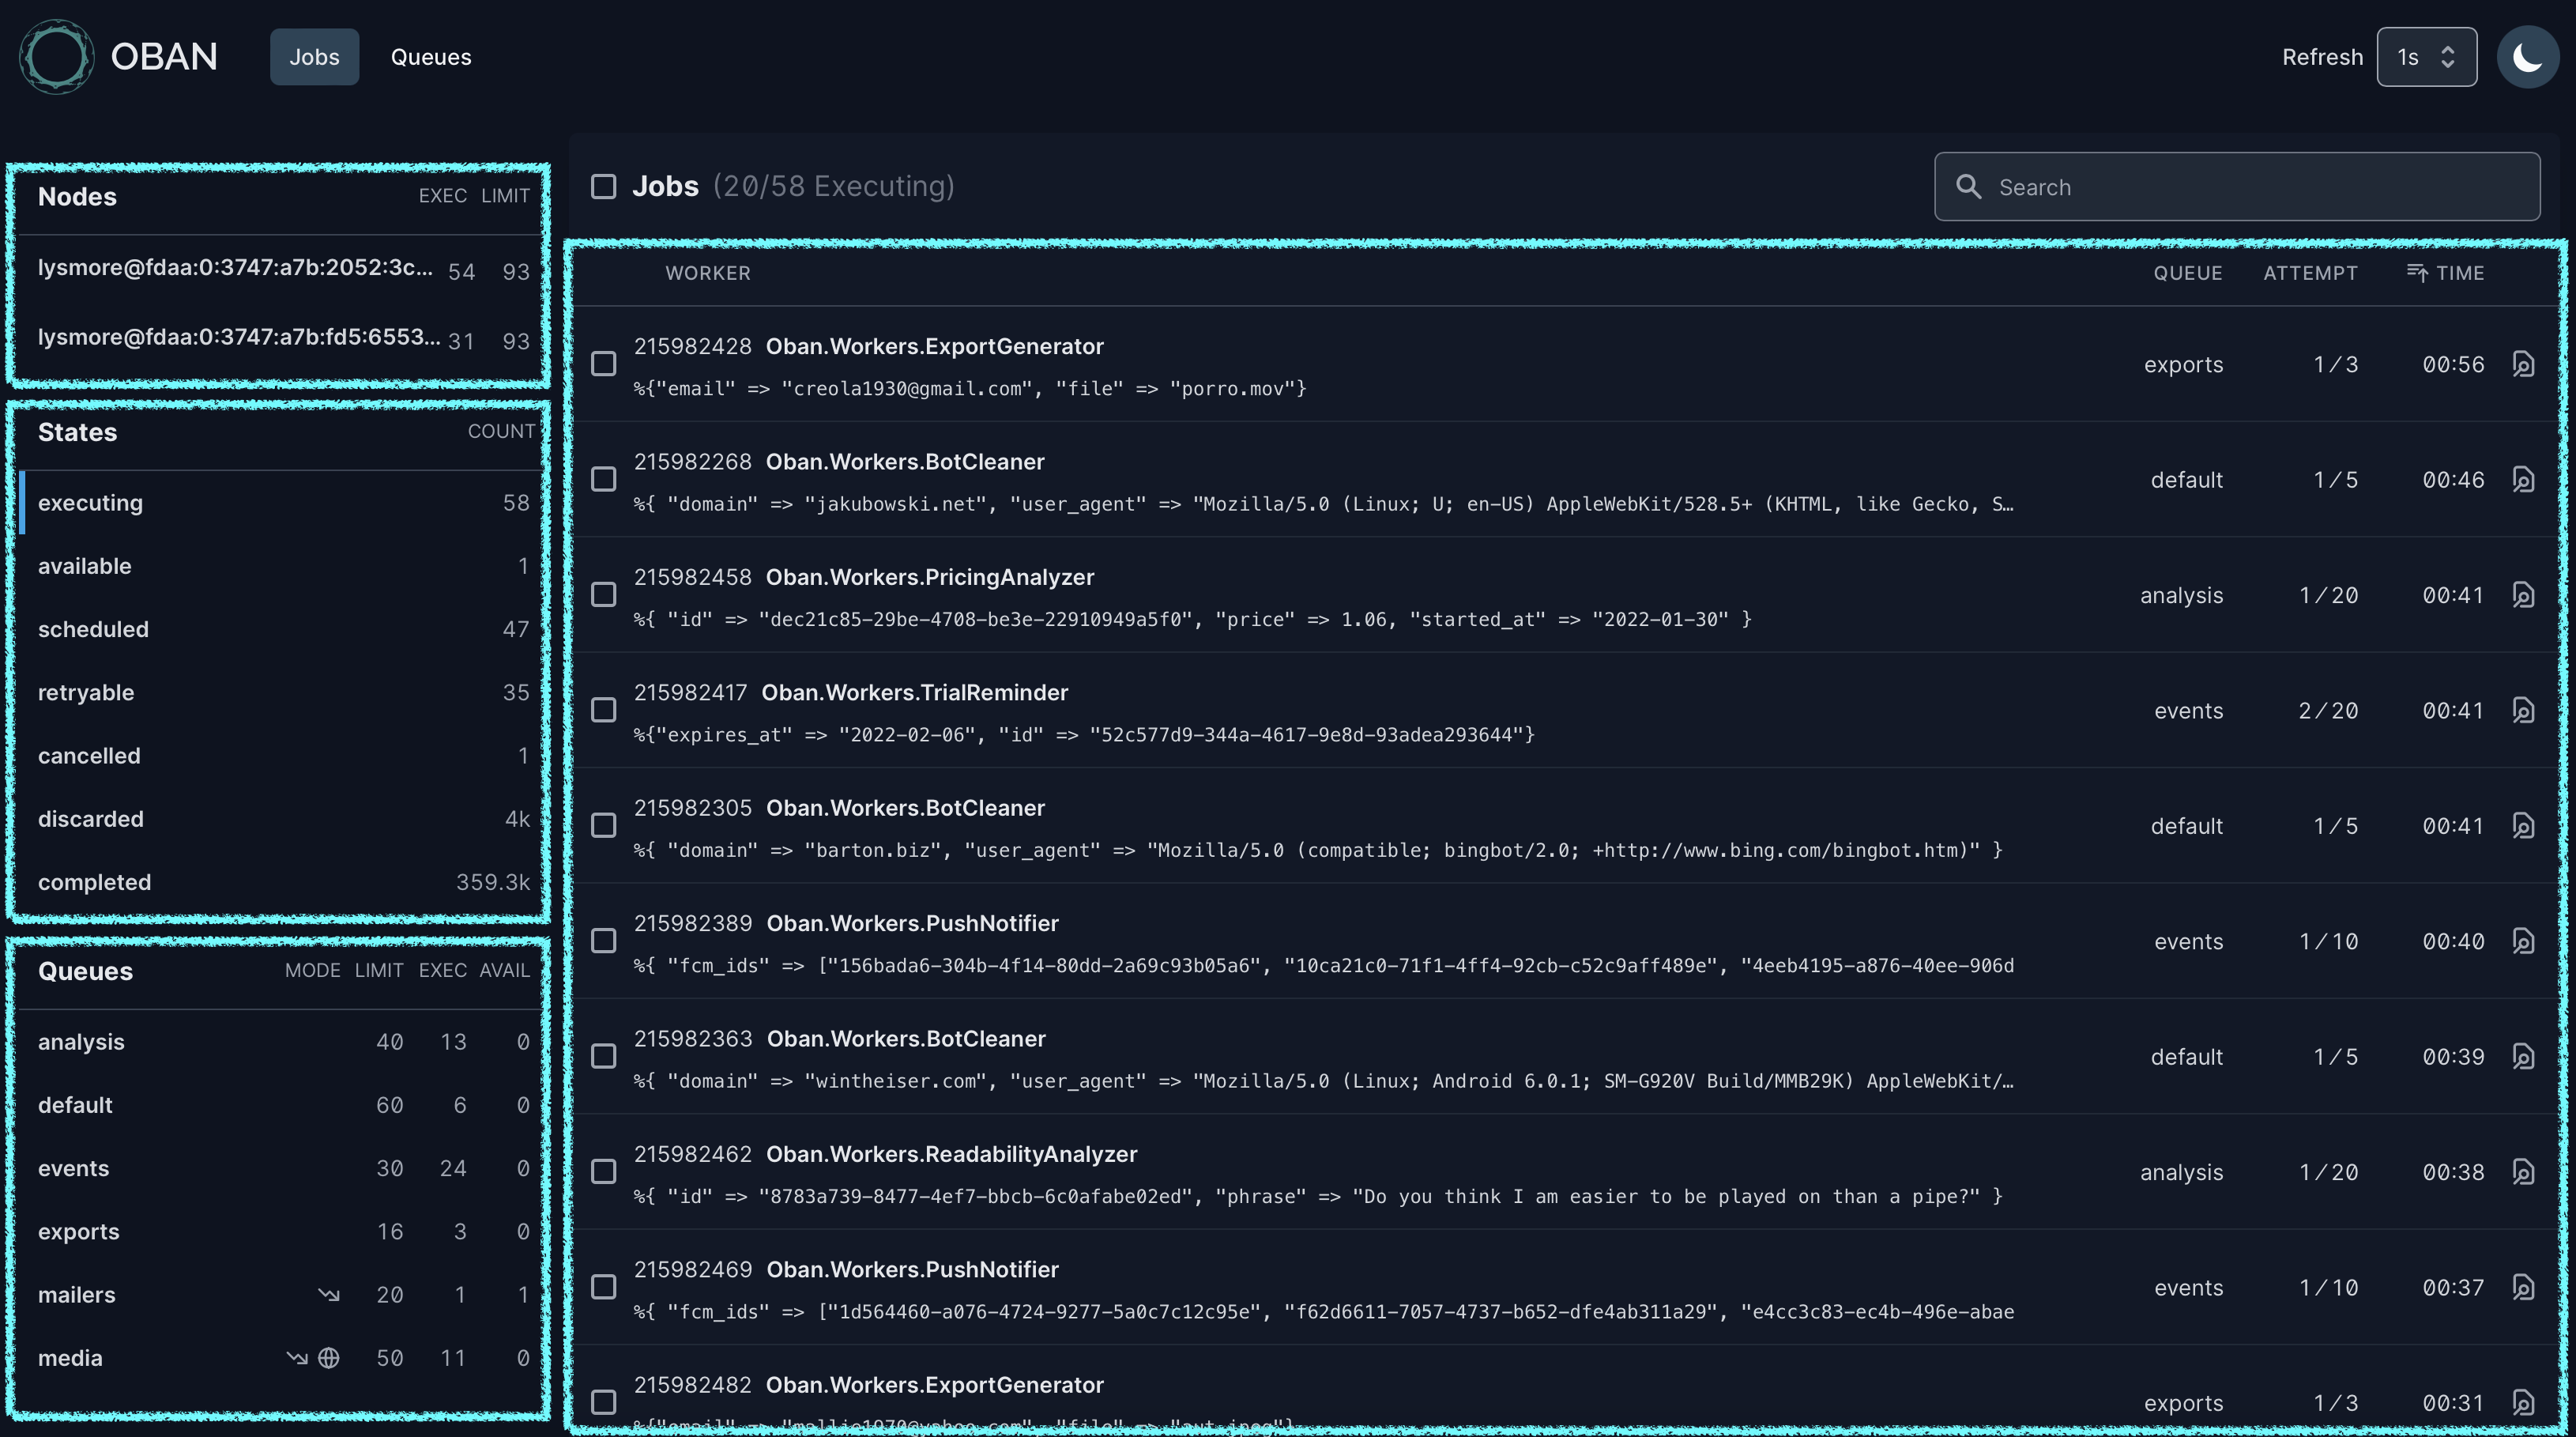 OBAN Jobs Queues Refresh 1s
Nodes EXEC LIMIT
lysmore@fdaa:0:3747:a7b:2052:3c... 54 93
lysmore@fdaa:0:3747:a7b:fd5:6553... 31 93
States COUNT
executing 58
available 1
scheduled 47
retryable 35
cancelled 1
discarded 4k
completed 359.3k
Queues MODE LIMIT EXEC AVAIL
analysis 40 13 0
default 60 6 0
events 30 24 0
exports 16 3 0
mailers 20 1 1
media 50 11 0
Jobs (20/58 Executing) Search
WORKER QUEUE ATTEMPT TIME
215982428 Oban.Workers.ExportGenerator exports 1/3 00:56
%{"email" => "creola1930@gmail.com", "file" => "porro.mov"}
215982268 Oban.Workers.BotCleaner default 1/5 00:46
%{ "domain" => "jakubowski.net", "user_agent" => "Mozilla/5.0 (Linux; U; en-US) AppleWebKit/528.5+ (KHTML, like Gecko, S…
215982458 Oban.Workers.PricingAnalyzer analysis 1/20 00:41
%{ "id" => "dec21c85-29be-4708-be3e-22910949a5f0", "price" => 1.06, "started_at" => "2022-01-30" }
215982417 Oban.Workers.TrialReminder events 2/20 00:41
%{"expires_at" => "2022-02-06", "id" => "52c577d9-344a-4617-9e8d-93adea293644"}
215982305 Oban.Workers.BotCleaner default 1/5 00:41
%{ "domain" => "barton.biz", "user_agent" => "Mozilla/5.0 (compatible; bingbot/2.0; +http://www.bing.com/bingbot.htm)" }
215982389 Oban.Workers.PushNotifier events 1/10 00:40
%{ "fcm_ids" => ["156bada6-304b-4f14-80dd-2a69c93b05a6", "10ca21c0-71f1-4ff4-92cb-c52c9aff489e", "4eeb4195-a876-40ee-906d
215982363 Oban.Workers.BotCleaner default 1/5 00:39
%{ "domain" => "wintheiser.com", "user_agent" => "Mozilla/5.0 (Linux; Android 6.0.1; SM-G920V Build/MMB29K) AppleWebKit/…
215982462 Oban.Workers.ReadabilityAnalyzer analysis 1/20 00:38
%{ "id" => "8783a739-8477-4ef7-bbcb-6c0afabe02ed", "phrase" => "Do you think I am easier to be played on than a pipe?" }
215982469 Oban.Workers.PushNotifier events 1/10 00:37
%{ "fcm_ids" => ["1d564460-a076-4724-9277-5a0c7c12c95e", "f62d6611-7057-4737-b652-dfe4ab311a29", "e4cc3c83-ec4b-496e-abae
215982482 Oban.Workers.ExportGenerator exports 1/3 00:31